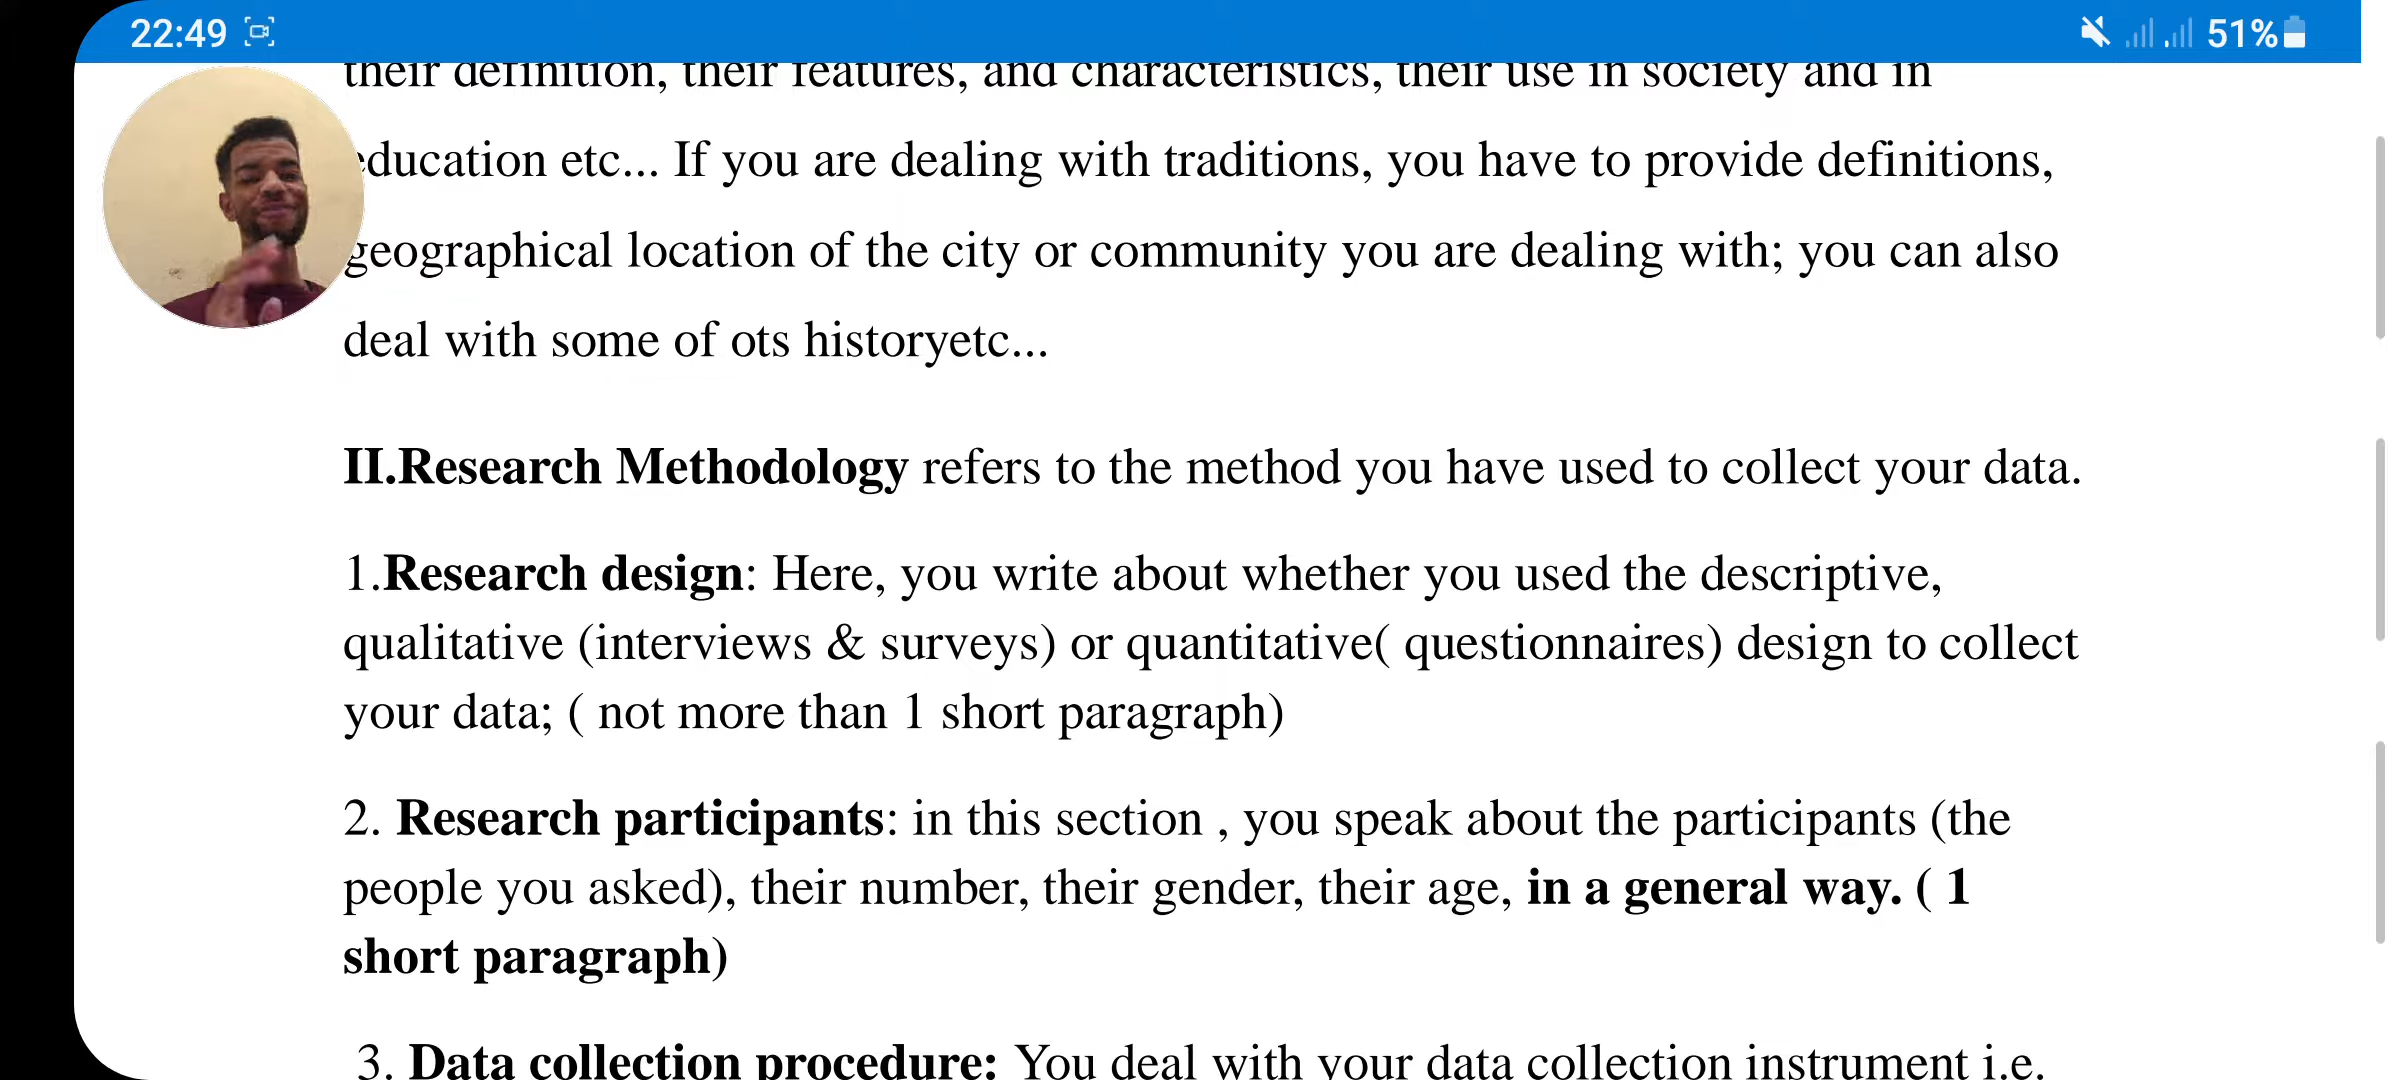 22:49 51%
their definition, their features, and characteristics, their use in society and in
education etc... If you are dealing with traditions, you have to provide definitions,
geographical location of the city or community you are dealing with; you can also
deal with some of ots historyetc...
II.Research Methodology refers to the method you have used to collect your data.
1.Research design: Here, you write about whether you used the descriptive,
qualitative (interviews & surveys) or quantitative( questionnaires) design to collect
your data; ( not more than 1 short paragraph)
2. Research participants: in this section , you speak about the participants (the
people you asked), their number, their gender, their age, in a general way. ( 1
short paragraph)
3. Data collection procedure: You deal with your data collection instrument i.e.